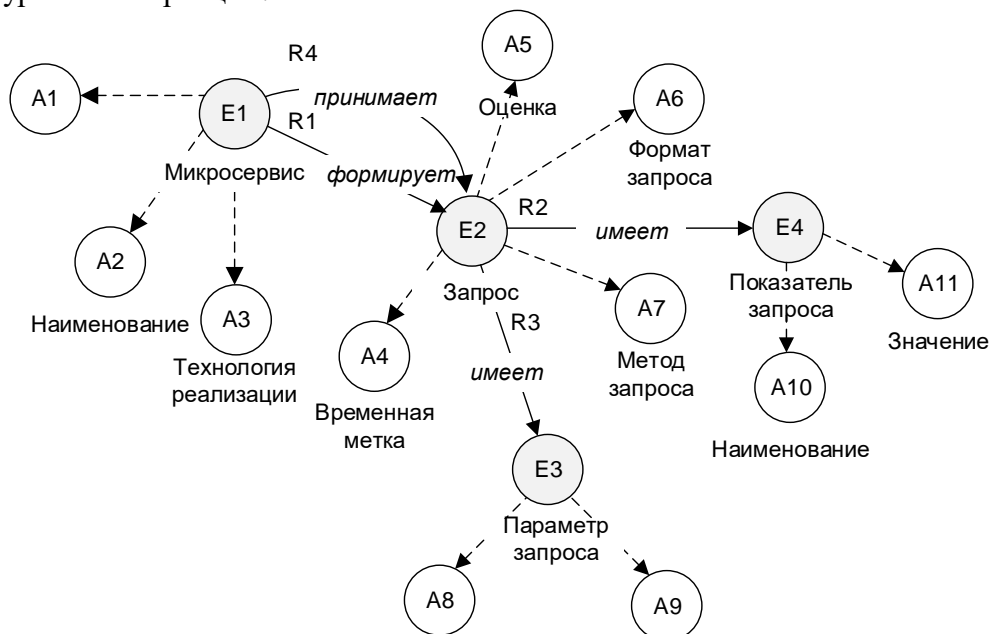 R4
A5
A1
принимает
A6
E1
R1
Оценка
Формат
запроса
Микросервис
формирует
R2
E2
имеет
E4
A2
Запрос
Показатель
запроса
A11
A7
Наименование
A3
R3
Значение
A4
Метод
запроса
Технология
реализации
имеет
A10
Временная
метка
Наименование
E3
Параметр
запроса
A8
A9